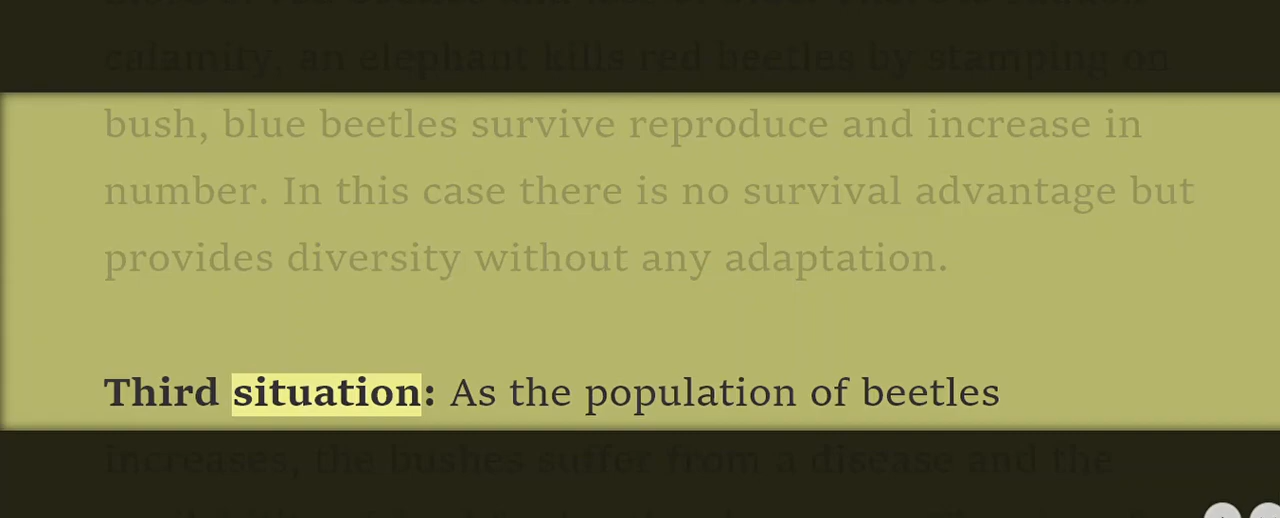 calamity, an elephant kills red beetles by stamping on
bush, blue beetles survive reproduce and increase in
number. In this case there is no survival advantage but
provides diversity without any adaptation.
Third situation: As the population of beetles
increases, the bushes suffer from a disease and the